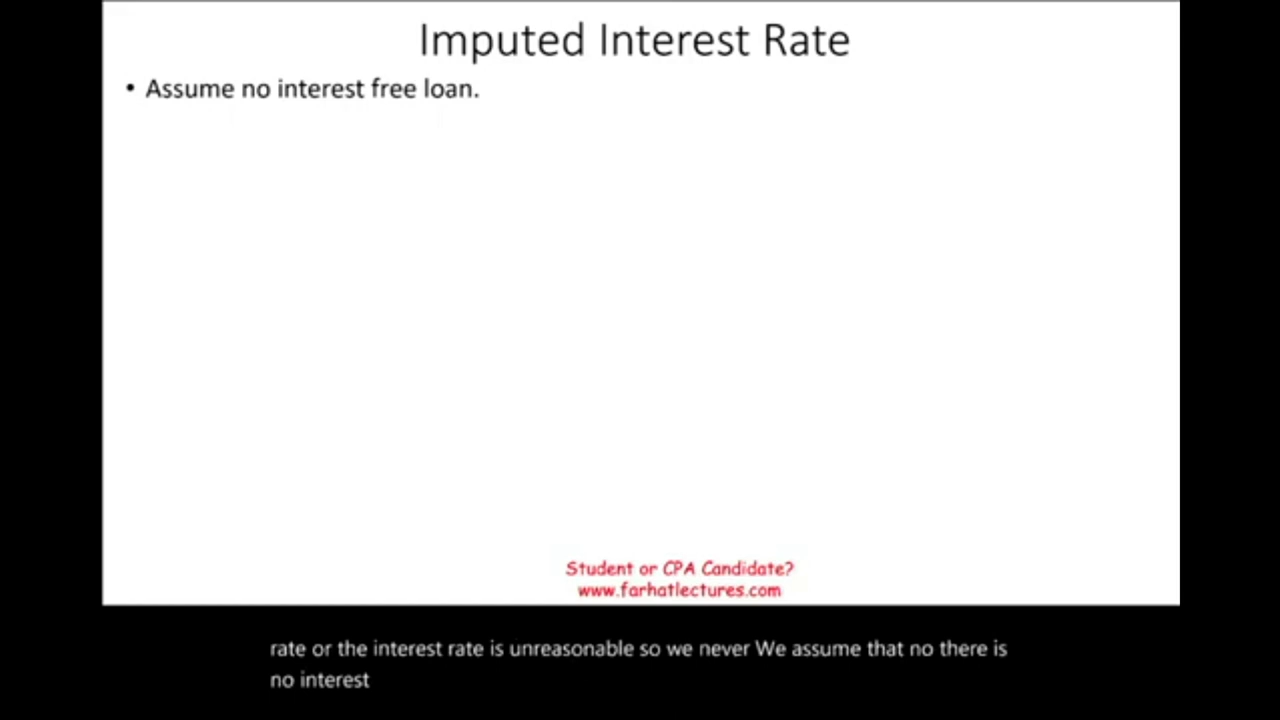 Imputed Interest Rate
• Assume no interest free loan.
Student or CPA Candidate?
www.farhatlectures.com
rate or the interest rate is unreasonable so we never We assume that no there is
no interest